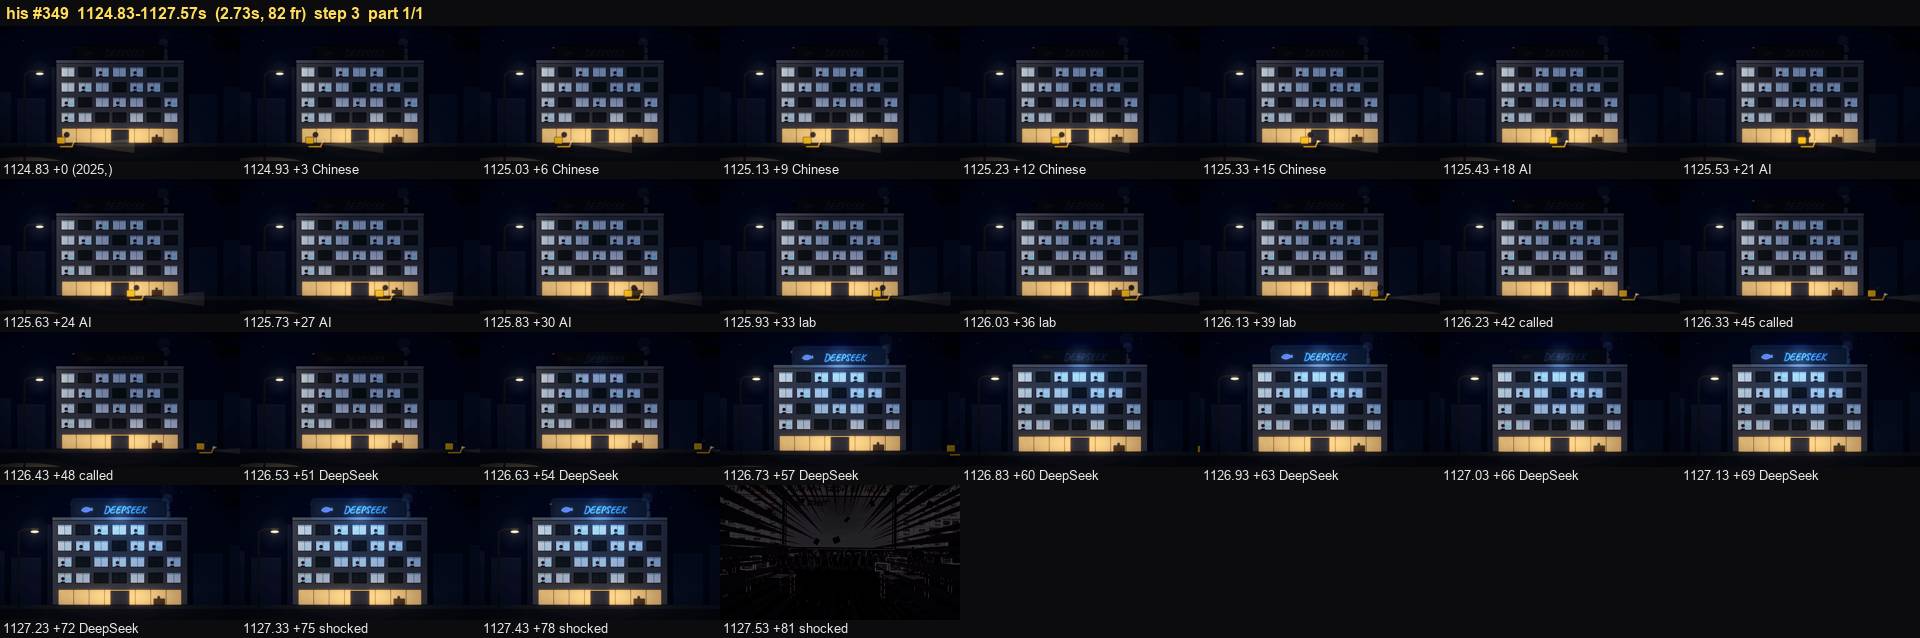 his #349 1124.83-1127.57s (2.73s, 82 fr) step 3 part 1/1
1124.83 +0 (2025,)
1124.93 +3 Chinese
1125.03 +6 Chinese
1125.13 +9 Chinese
1125.23 +12 Chinese
1125.33 +15 Chinese
1125.43 +18 AI
1125.53 +21 AI
1125.63 +24 AI
1125.73 +27 AI
1125.83 +30 AI
1125.93 +33 lab
1126.03 +36 lab
1126.13 +39 lab
1126.23 +42 called
1126.33 +45 called
DEEPSEEK
DEEPSEEK
DEEPSEEK
1126.43 +48 called
1126.53 +51 DeepSeek
1126.63 +54 DeepSeek
1126.73 +57 DeepSeek
1126.83 +60 DeepSeek
1126.93 +63 DeepSeek
1127.03 +66 DeepSeek
1127.13 +69 DeepSeek
DEEPSEEK
DEEPSEEK
DEEPSEEK
1127.23 +72 DeepSeek
1127.33 +75 shocked
1127.43 +78 shocked
1127.53 +81 shocked